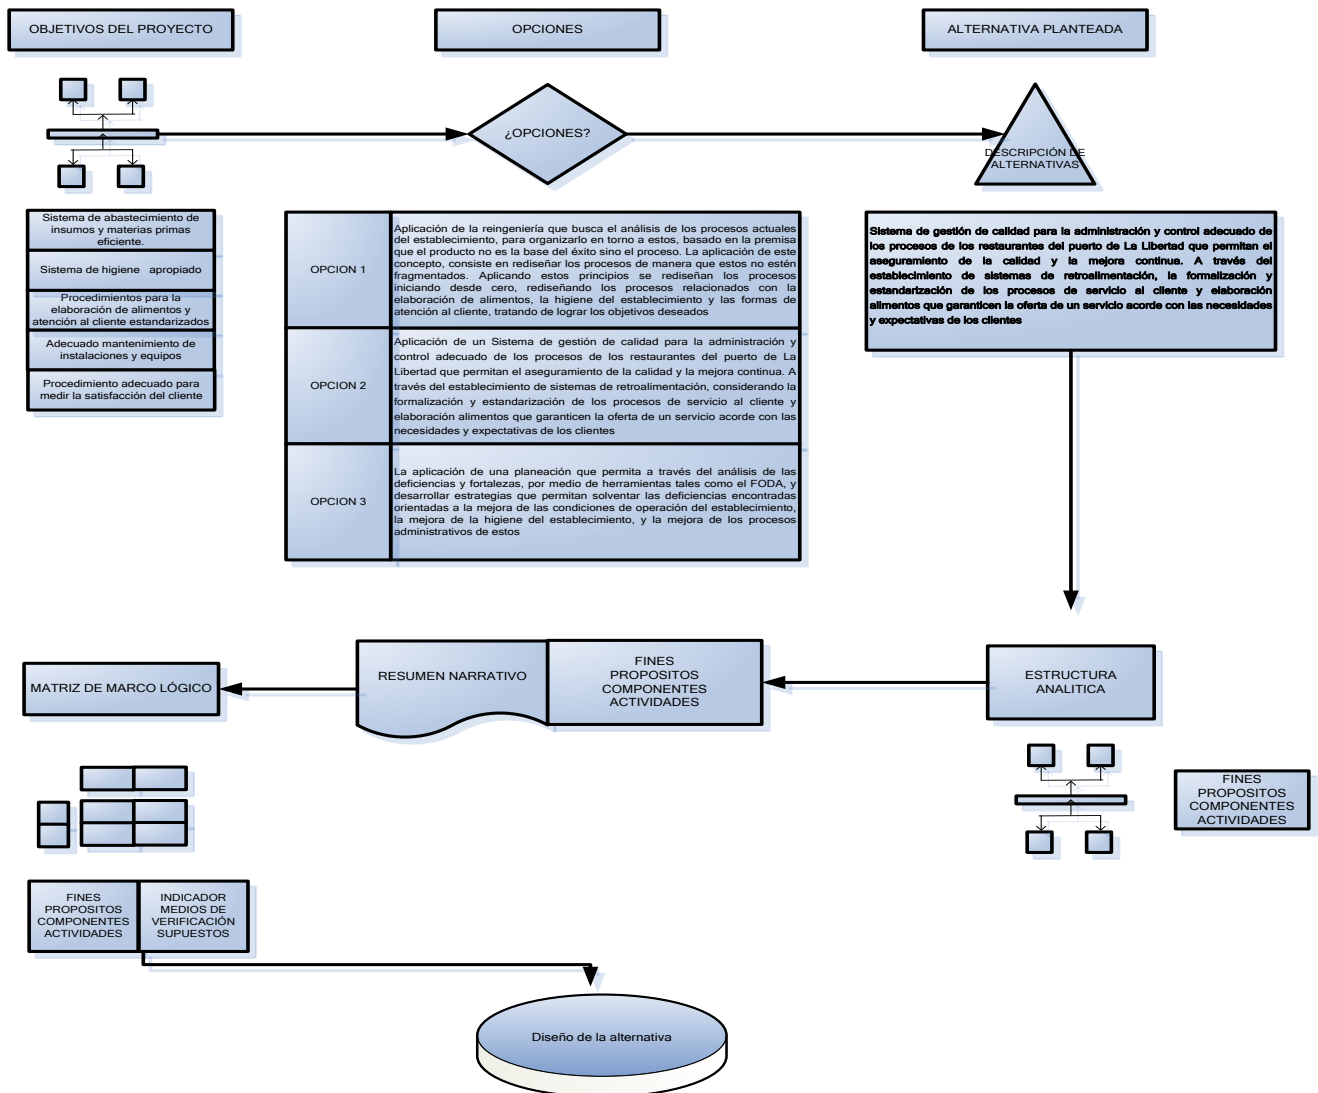 OBJETIVOS DEL PROYECTO
OPCIONES
ALTERNATIVA PLANTEADA
¿OPCIONES?
DESCRIPCIÓN DE
ALTERNATIVAS
Sistema de abastecimiento de
insumos y materias primas
eficiente.
Sistema de higiene apropiado
Procedimientos para la
elaboración de alimentos y
atención al cliente estandarizados
Adecuado mantenimiento de
instalaciones y equipos
Procedimiento adecuado para
medir la satisfacción del cliente
OPCION 1
Aplicación de la reingeniería que busca el análisis de los procesos actuales
del establecimiento, para organizarlo en torno a estos, basado en la premisa
que el producto no es la base del éxito sino el proceso. La aplicación de este
concepto, consiste en rediseñar los procesos de manera que estos no estén
fragmentados. Aplicando estos principios se rediseñan los procesos
iniciando desde cero, rediseñando los procesos relacionados con la
elaboración de alimentos, la higiene del establecimiento y las formas de
atención al cliente, tratando de lograr los objetivos deseados
OPCION 2
Aplicación de un Sistema de gestión de calidad para la administración y
control adecuado de los procesos de los restaurantes del puerto de La
Libertad que permitan el aseguramiento de la calidad y la mejora continua. A
través del establecimiento de sistemas de retroalimentación, considerando la
formalización y estandarización de los procesos de servicio al cliente y
elaboración alimentos que garanticen la oferta de un servicio acorde con las
necesidades y expectativas de los clientes
OPCION 3
La aplicación de una planeación que permita a través del análisis de las
deficiencias y fortalezas, por medio de herramientas tales como el FODA, y
desarrollar estrategias que permitan solventar las deficiencias encontradas
orientadas a la mejora de las condiciones de operación del establecimiento,
la mejora de la higiene del establecimiento, y la mejora de los procesos
administrativos de estos
Sistema de gestión de calidad para la administración y control adecuado de
los procesos de los restaurantes del puerto de La Libertad que permitan el
aseguramiento de la calidad y la mejora continua. A través del
establecimiento de sistemas de retroalimentación, la formalización y
estandarización de los procesos de servicio al cliente y elaboración
alimentos que garanticen la oferta de un servicio acorde con las necesidades
y expectativas de los clientes
MATRIZ DE MARCO LÓGICO
RESUMEN NARRATIVO
FINES
PROPOSITOS
COMPONENTES
ACTIVIDADES
ESTRUCTURA
ANALITICA
FINES
PROPOSITOS
COMPONENTES
ACTIVIDADES
FINES
PROPOSITOS
COMPONENTES
ACTIVIDADES
INDICADOR
MEDIOS DE
VERIFICACIÓN
SUPUESTOS
Diseño de la alternativa